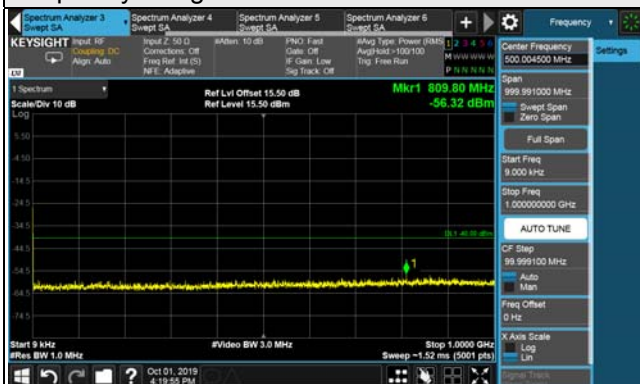 Spectrum Analyzer 3
Swept SA
Spectrum Analyzer 4
Swept SA
Spectrum Analyzer 5
Swept SA
Spectrum Analyzer 6
Swept SA
+
Frequency
KEYSIGHT
Input: RF
Coupling: DC
Align: Auto
Input Z: 50 Ω
Corrections: Off
Freq Ref: Int (S)
NFE: Adaptive
#Atten: 10 dB
PNO: Fast
Gate: Off
IF Gain: Low
Sig Track: Off
#Avg Type: Power (RMS
Avg|Hold:>100/100
Trig: Free Run
1 2 3 4 5 6
M W W W W W
P N N N N N
LXI
1 Spectrum
Scale/Div 10 dB
Log
Ref Lvl Offset 15.50 dB
Ref Level 15.50 dBm
Mkr1 809.80 MHz
-56.32 dBm
5.50
-4.50
-14.5
-24.5
-34.5
-44.5
-54.5
-64.5
-74.5
DL1 -40.00 dBm
1
Start 9 kHz
#Res BW 1.0 MHz
#Video BW 3.0 MHz
Stop 1.0000 GHz
Sweep ~1.52 ms (5001 pts)
Center Frequency
500.004500 MHz
Settings
Span
999.991000 MHz
Swept Span
Zero Span
Full Span
Start Freq
9.000 kHz
Stop Freq
1.000000000 GHz
AUTO TUNE
CF Step
99.999100 MHz
Auto
Man
Freq Offset
0 Hz
X Axis Scale
Log
Lin
Signal Track
?
Oct 01, 2019
4:19:55 PM